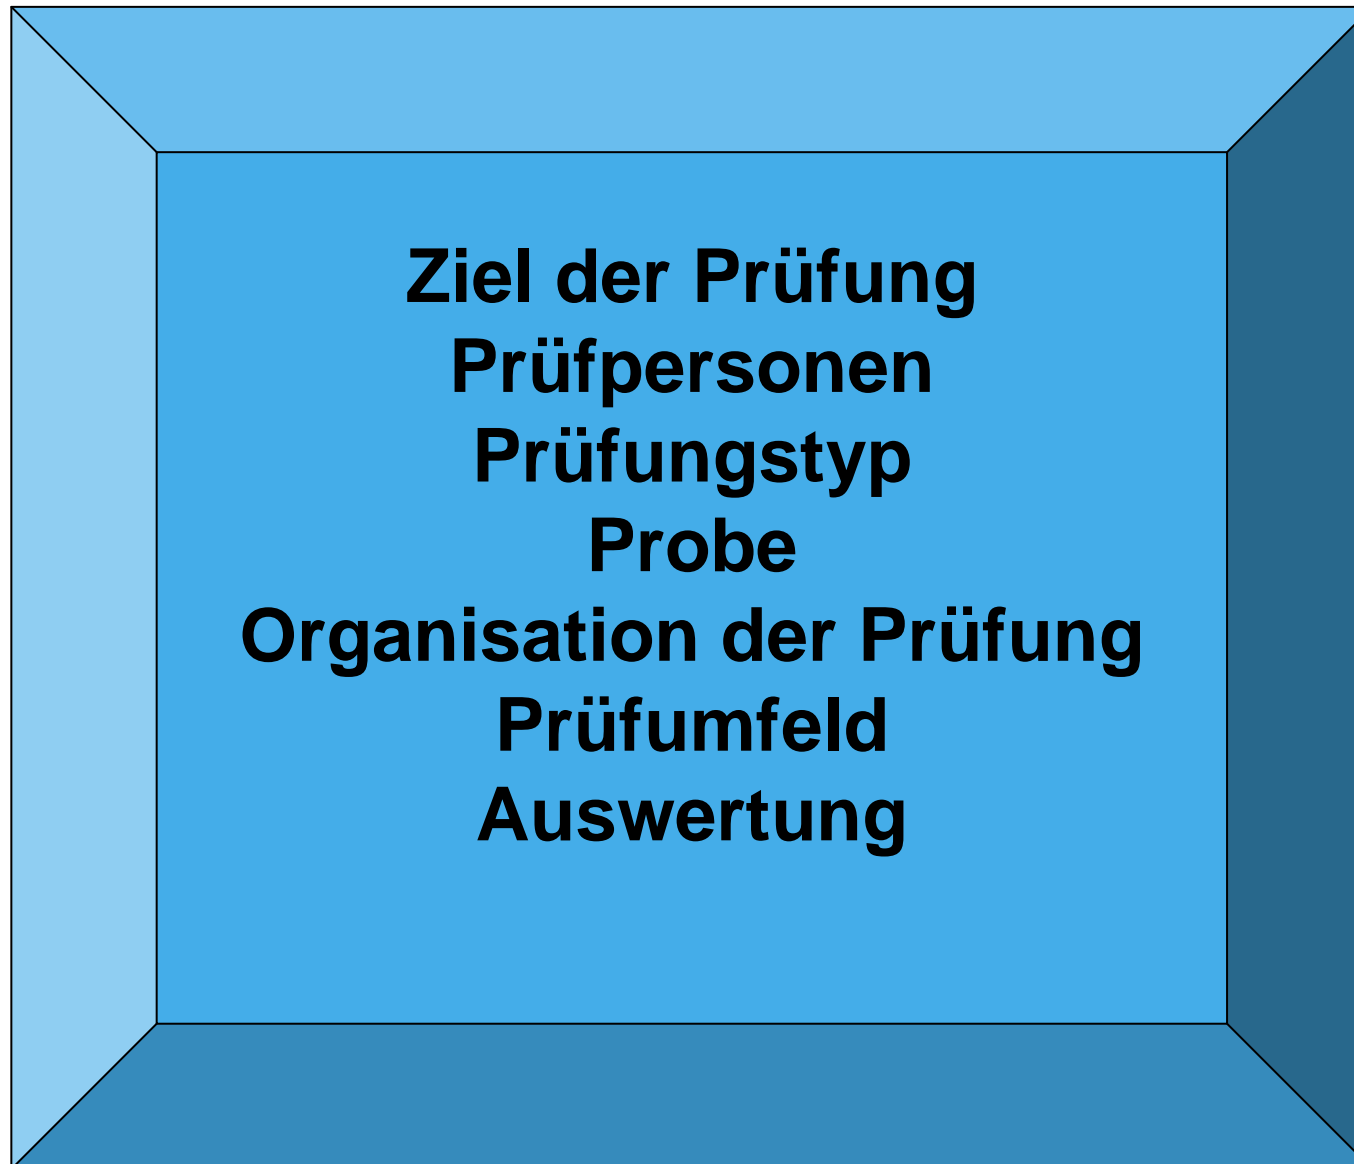 Ziel der Prüfung
Prüfpersonen
Prüfungstyp
Probe
Organisation der Prüfung
Prüfumfeld
Auswertung